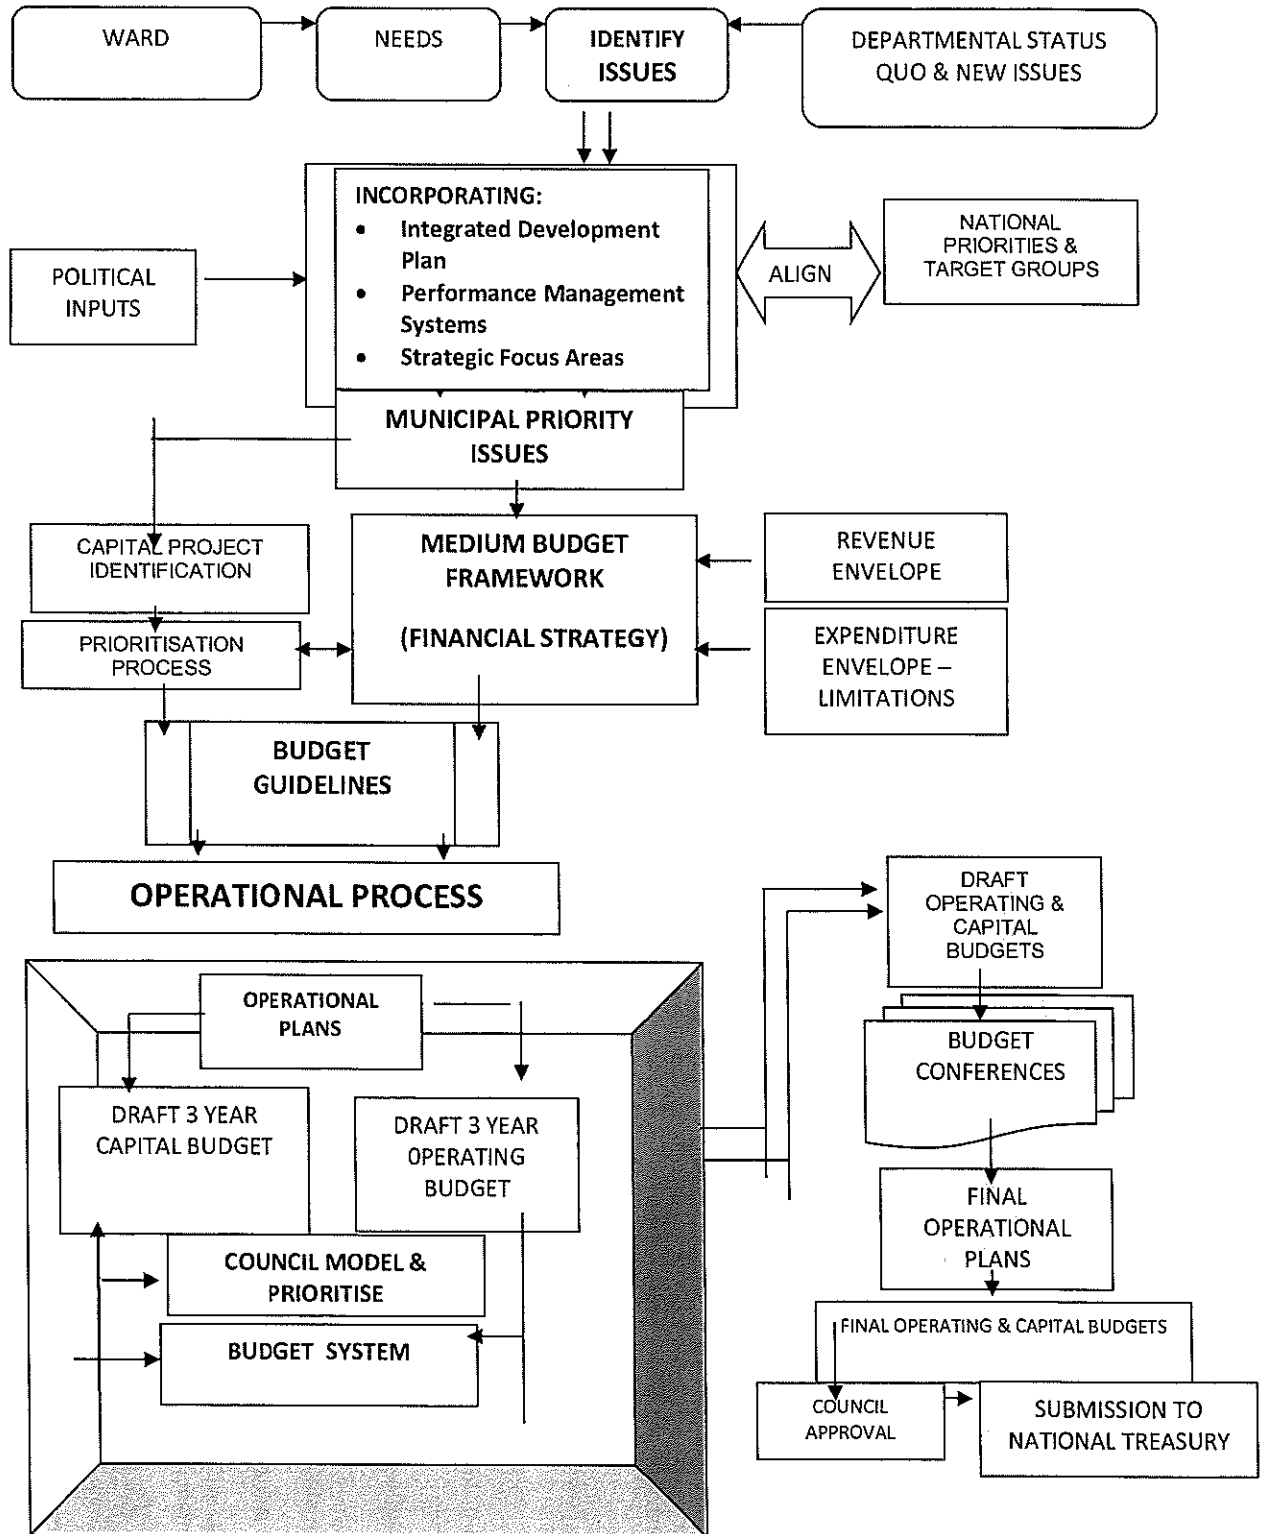 WARD
NEEDS
IDENTIFY
ISSUES
DEPARTMENTAL STATUS
QUO & NEW ISSUES
INCORPORATING:
• Integrated Development
Plan
• Performance Management
Systems
• Strategic Focus Areas
POLITICAL
INPUTS
ALIGN
NATIONAL
PRIORITIES &
TARGET GROUPS
MUNICIPAL PRIORITY
ISSUES
CAPITAL PROJECT
IDENTIFICATION
MEDIUM BUDGET
FRAMEWORK
(FINANCIAL STRATEGY)
REVENUE
ENVELOPE
PRIORITISATION
PROCESS
EXPENDITURE
ENVELOPE –
LIMITATIONS
BUDGET
GUIDELINES
OPERATIONAL PROCESS
OPERATIONAL
PLANS
DRAFT 3 YEAR
CAPITAL BUDGET
DRAFT 3 YEAR
OPERATING
BUDGET
COUNCIL MODEL &
PRIORITISE
BUDGET SYSTEM
DRAFT
OPERATING &
CAPITAL
BUDGETS
BUDGET
CONFERENCES
FINAL
OPERATIONAL
PLANS
FINAL OPERATING & CAPITAL BUDGETS
COUNCIL
APPROVAL
SUBMISSION TO
NATIONAL TREASURY